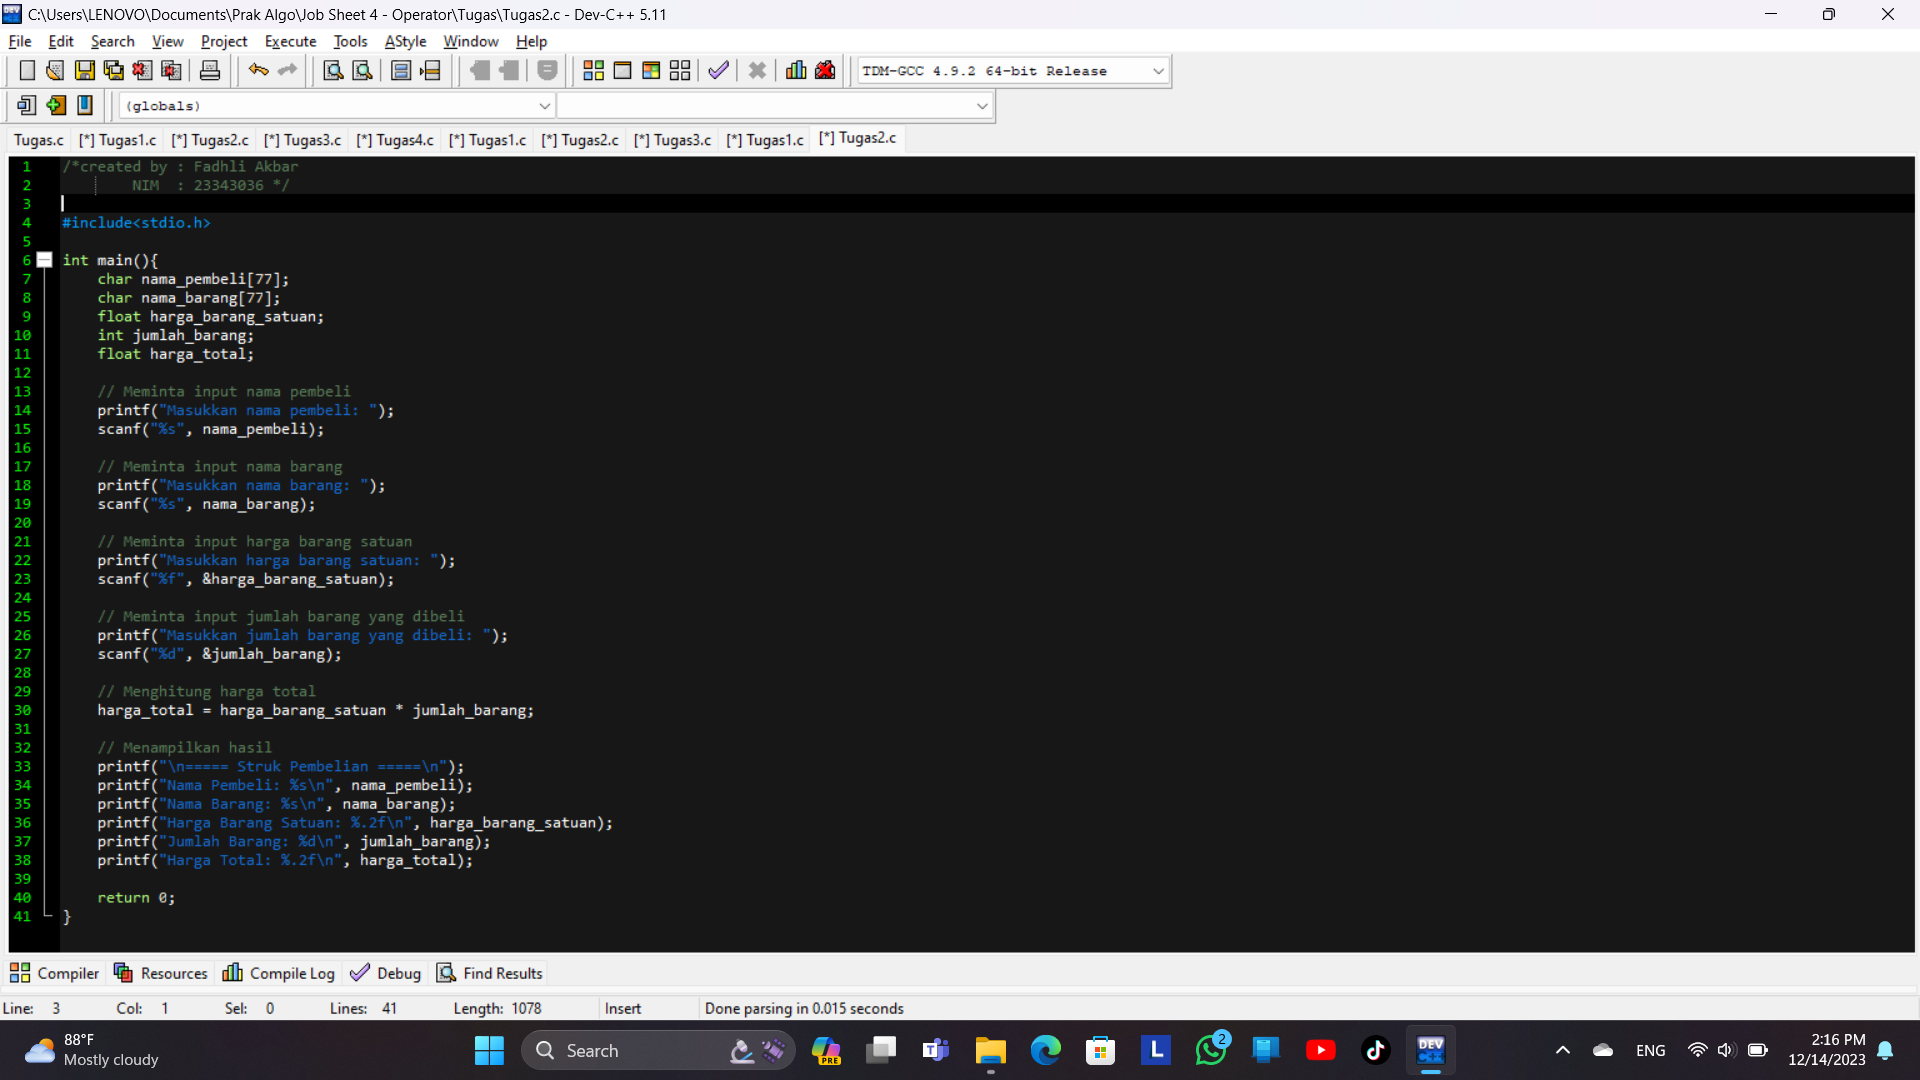 C:\Users\LENOVO\Documents\Prak Algo\Job Sheet 4 - Operator\Tugas\Tugas2.c - Dev-C++ 5.11
File Edit Search View Project Execute Tools AStyle Window Help
TDM-GCC 4.9.2 64-bit Release
(globals)
Tugas.c [*] Tugas1.c [*] Tugas2.c [*] Tugas3.c [*] Tugas4.c [*] Tugas1.c [*] Tugas2.c [*] Tugas3.c [*] Tugas1.c [*] Tugas2.c
1 /*created by : Fadhli Akbar
2 NIM : 23343036 */
3
4 #include<stdio.h>
5
6 int main(){
7 char nama_pembeli[77];
8 char nama_barang[77];
9 float harga_barang_satuan;
10 int jumlah_barang;
11 float harga_total;
12
13 // Meminta input nama pembeli
14 printf("Masukkan nama pembeli: ");
15 scanf("%s", nama_pembeli);
16
17 // Meminta input nama barang
18 printf("Masukkan nama barang: ");
19 scanf("%s", nama_barang);
20
21 // Meminta input harga barang satuan
22 printf("Masukkan harga barang satuan: ");
23 scanf("%f", &harga_barang_satuan);
24
25 // Meminta input jumlah barang yang dibeli
26 printf("Masukkan jumlah barang yang dibeli: ");
27 scanf("%d", &jumlah_barang);
28
29 // Menghitung harga total
30 harga_total = harga_barang_satuan * jumlah_barang;
31
32 // Menampilkan hasil
33 printf("\n===== Struk Pembelian =====\n");
34 printf("Nama Pembeli: %s\n", nama_pembeli);
35 printf("Nama Barang: %s\n", nama_barang);
36 printf("Harga Barang Satuan: %.2f\n", harga_barang_satuan);
37 printf("Jumlah Barang: %d\n", jumlah_barang);
38 printf("Harga Total: %.2f\n", harga_total);
39
40 return 0;
41 }
Compiler Resources Compile Log Debug Find Results
Line: 3 Col: 1 Sel: 0 Lines: 41 Length: 1078 Insert Done parsing in 0.015 seconds
88°F
Mostly cloudy
Search
PRE
L
2
DEV
C++
ENG
2:16 PM
12/14/2023